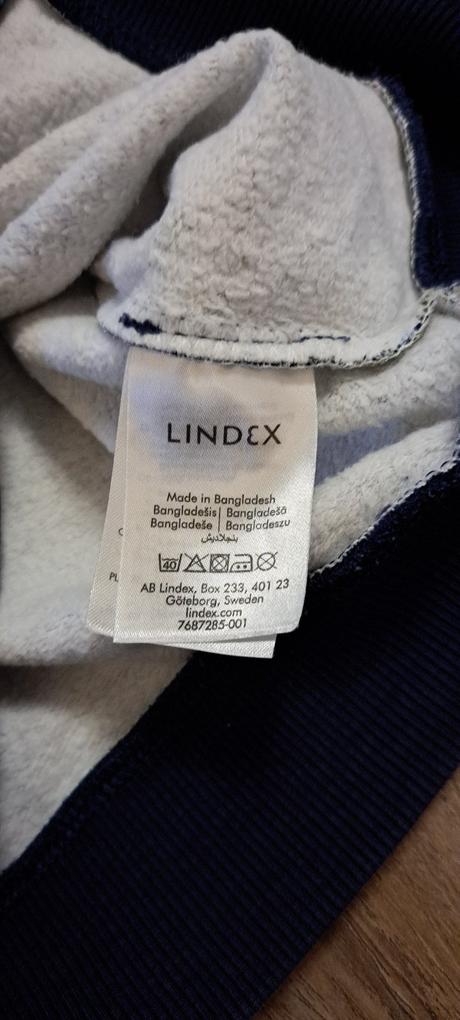 LINDEX
Made in Bangladesh
Bangladešis | Bangladešā
Bangladeše | Bangladeszu
بنجلاديش
40
AB Lindex, Box 233, 401 23
Göteborg, Sweden
lindex.com
7687285-001